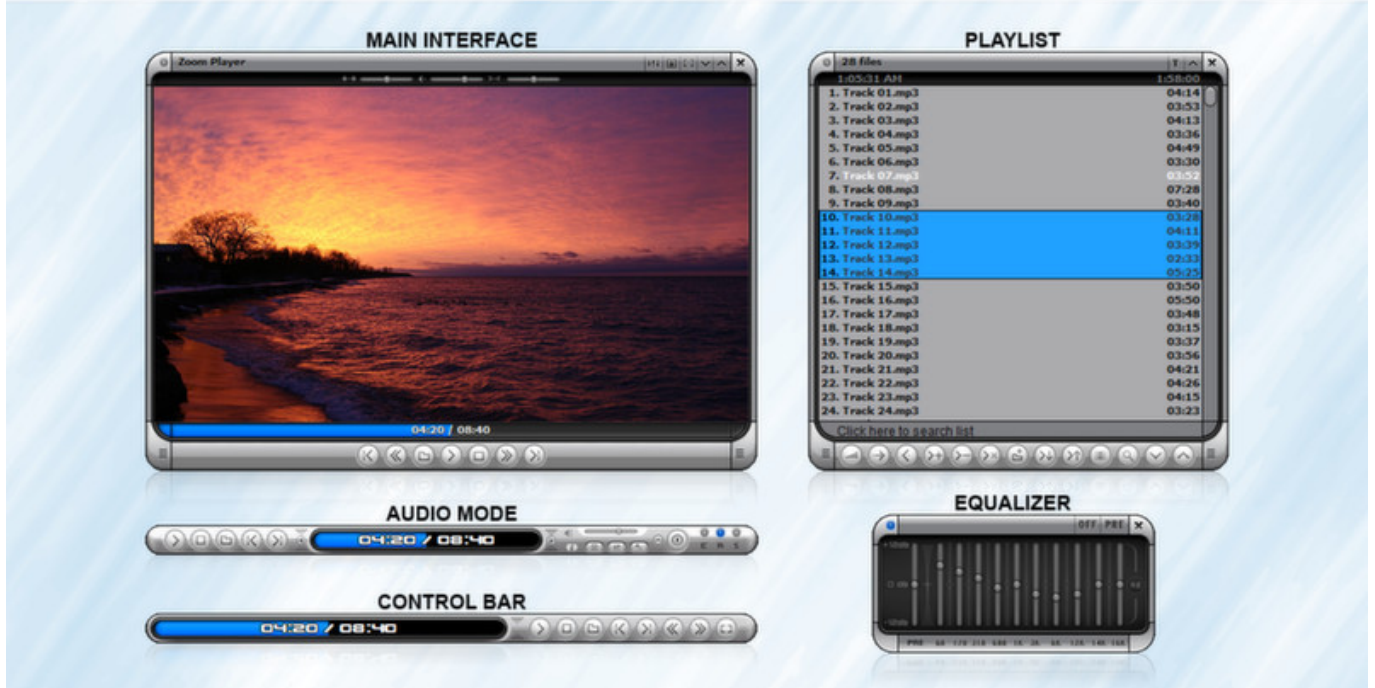 MAIN INTERFACE
Zoom Player
04:20 / 08:40
PLAYLIST
28 files
T
1:05:31 AM 1:58:00
1. Track 01.mp3 04:14
2. Track 02.mp3 03:53
3. Track 03.mp3 04:13
4. Track 04.mp3 03:36
5. Track 05.mp3 04:49
6. Track 06.mp3 03:30
7. Track 07.mp3 03:52
8. Track 08.mp3 07:28
9. Track 09.mp3 03:40
10. Track 10.mp3 03:28
11. Track 11.mp3 04:11
12. Track 12.mp3 03:39
13. Track 13.mp3 02:33
14. Track 14.mp3 05:25
15. Track 15.mp3 03:50
16. Track 16.mp3 05:50
17. Track 17.mp3 03:48
18. Track 18.mp3 03:15
19. Track 19.mp3 03:37
20. Track 20.mp3 03:56
21. Track 21.mp3 04:21
22. Track 22.mp3 04:26
23. Track 23.mp3 04:15
24. Track 24.mp3 03:23
Click here to search list
AUDIO MODE
04:20 / 08:40
CONTROL BAR
04:20 / 08:40
EQUALIZER
OFF PRE
PRE